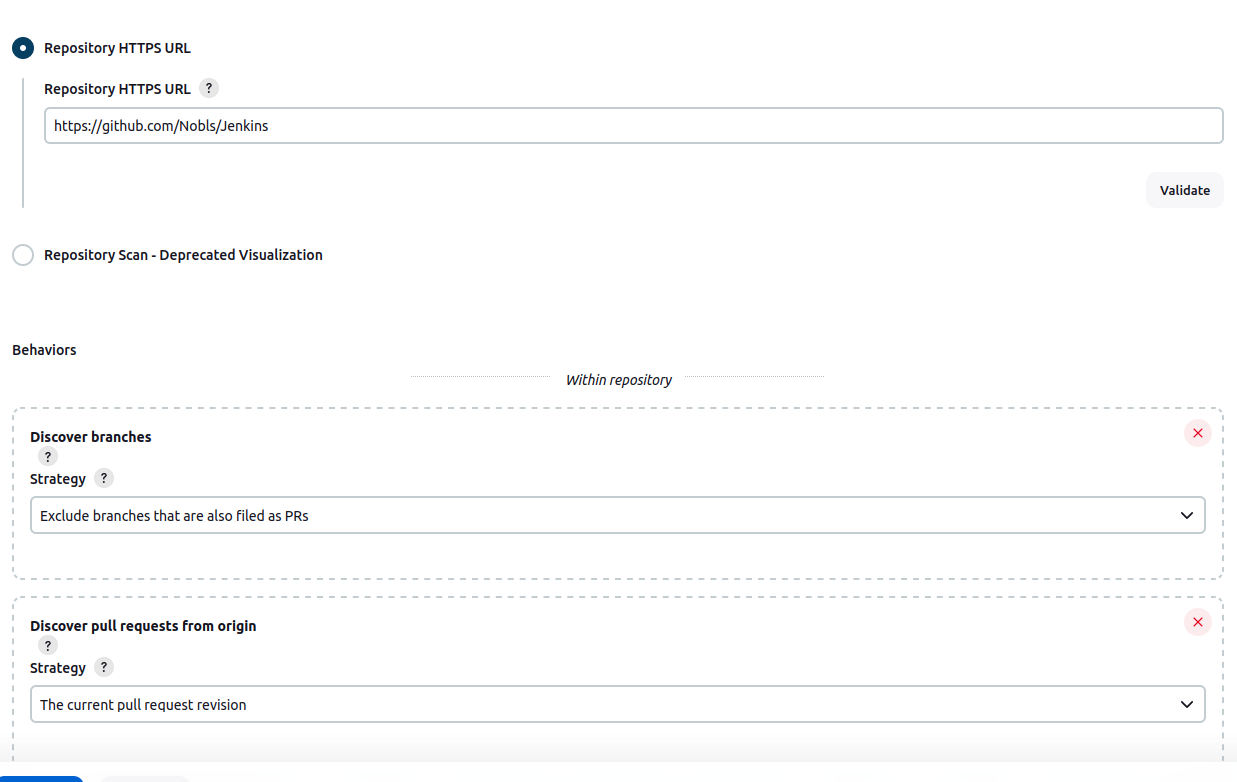 Repository HTTPS URL
Repository HTTPS URL ?
https://github.com/Nobls/Jenkins
Validate
Repository Scan - Deprecated Visualization
Behaviors
Within repository
Discover branches
?
Strategy ?
Exclude branches that are also filed as PRs
Discover pull requests from origin
?
Strategy ?
The current pull request revision